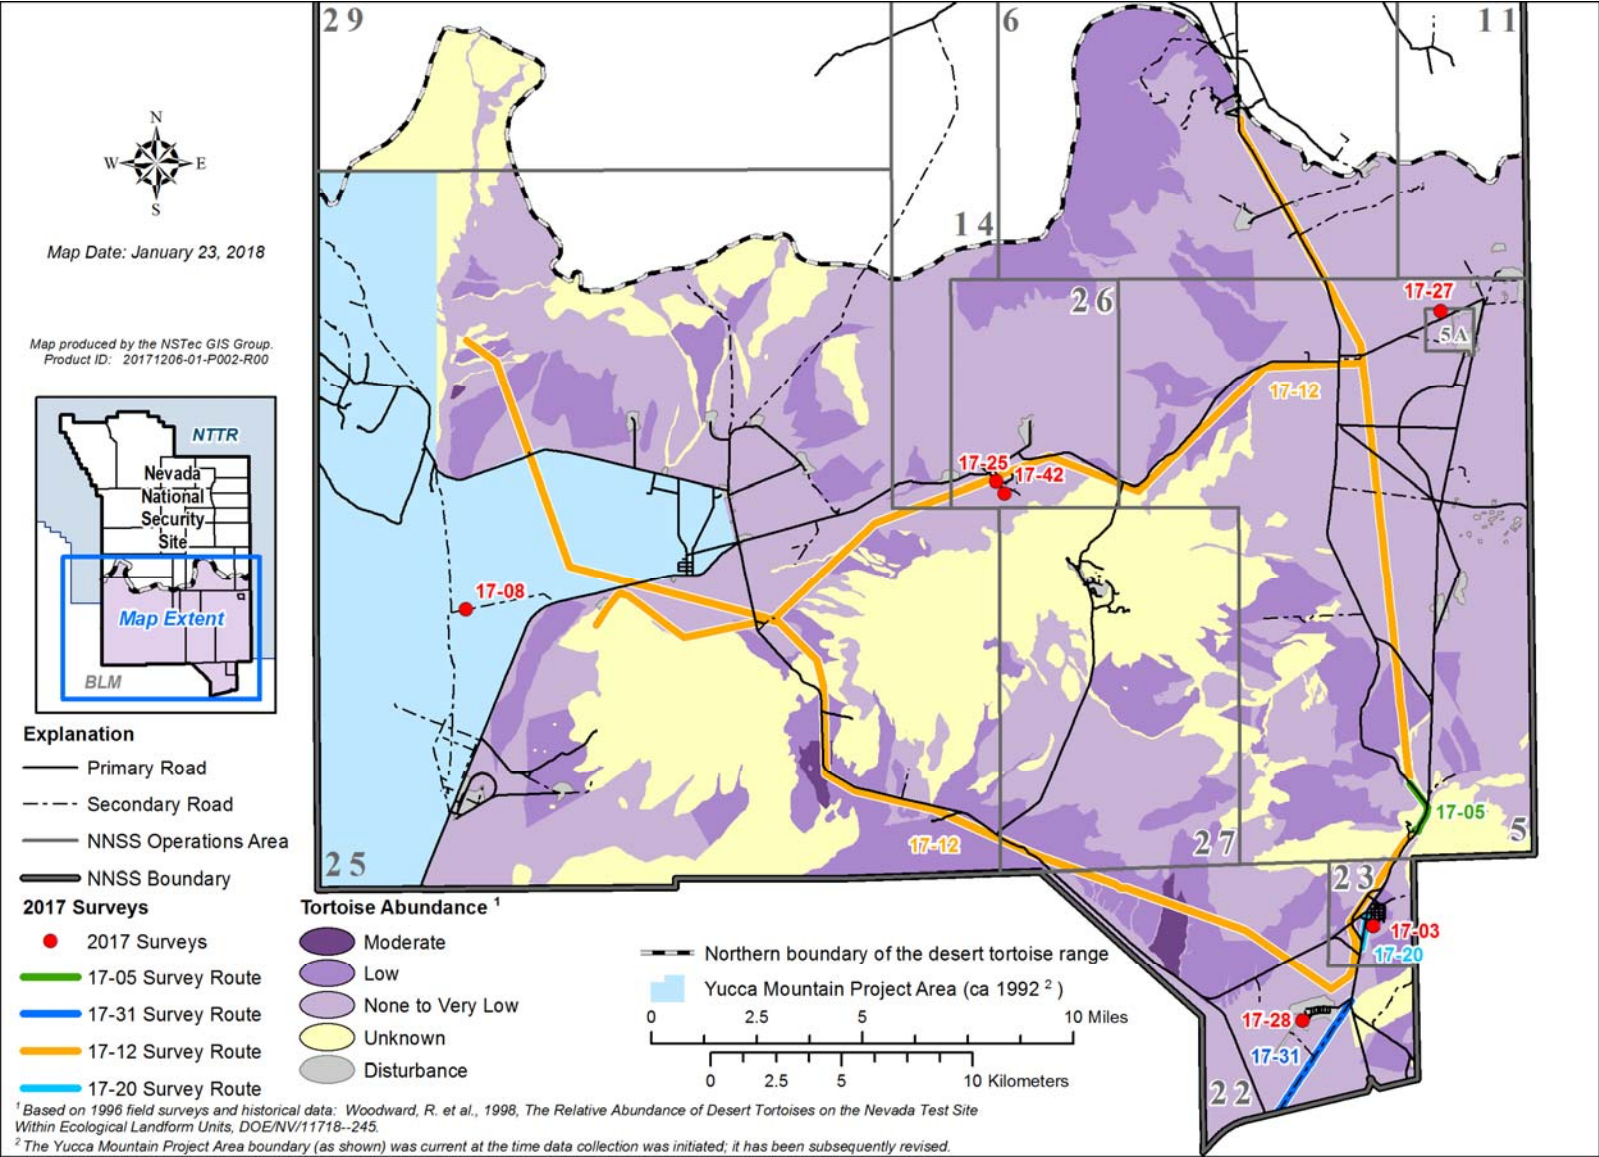 29
6
11
N
W
E
S
14
Map Date: January 23, 2018
26
17-27
5A
Map produced by the NSTec GIS Group.
Product ID: 20171206-01-P002-R00
17-12
NTTR
Nevada
National
Security
Site
Map Extent
BLM
17-25
17-42
17-08
17-05
5
17-12
27
25
23
17-03
17-20
17-28
17-31
22
Explanation
Primary Road
Secondary Road
NNSS Operations Area
NNSS Boundary
2017 Surveys
2017 Surveys
17-05 Survey Route
17-31 Survey Route
17-12 Survey Route
17-20 Survey Route
Tortoise Abundance 1
Moderate
Low
None to Very Low
Unknown
Disturbance
Northern boundary of the desert tortoise range
Yucca Mountain Project Area (ca 1992 2 )
0 2.5 5 10 Miles
0 2.5 5 10 Kilometers
1 Based on 1996 field surveys and historical data: Woodward, R. et al., 1998, The Relative Abundance of Desert Tortoises on the Nevada Test Site
Within Ecological Landform Units, DOE/NV/11718--245.
2 The Yucca Mountain Project Area boundary (as shown) was current at the time data collection was initiated; it has been subsequently revised.